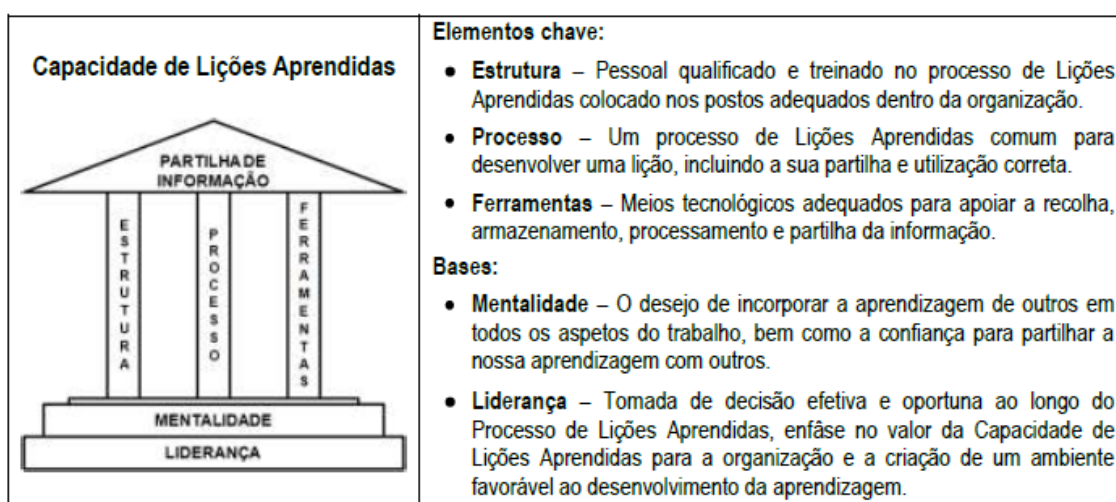 Capacidade de Lições Aprendidas
PARTILHA DE
INFORMAÇÃO
ESTRUTURA
PROCESSO
FERRAMENTAS
MENTALIDADE
LIDERANÇA
Elementos chave:
• Estrutura – Pessoal qualificado e treinado no processo de Lições
Aprendidas colocado nos postos adequados dentro da organização.
• Processo – Um processo de Lições Aprendidas comum para
desenvolver uma lição, incluindo a sua partilha e utilização correta.
• Ferramentas – Meios tecnológicos adequados para apoiar a recolha,
armazenamento, processamento e partilha da informação.
Bases:
• Mentalidade – O desejo de incorporar a aprendizagem de outros em
todos os aspetos do trabalho, bem como a confiança para partilhar a
nossa aprendizagem com outros.
• Liderança – Tomada de decisão efetiva e oportuna ao longo do
Processo de Lições Aprendidas, enfâse no valor da Capacidade de
Lições Aprendidas para a organização e a criação de um ambiente
favorável ao desenvolvimento da aprendizagem.